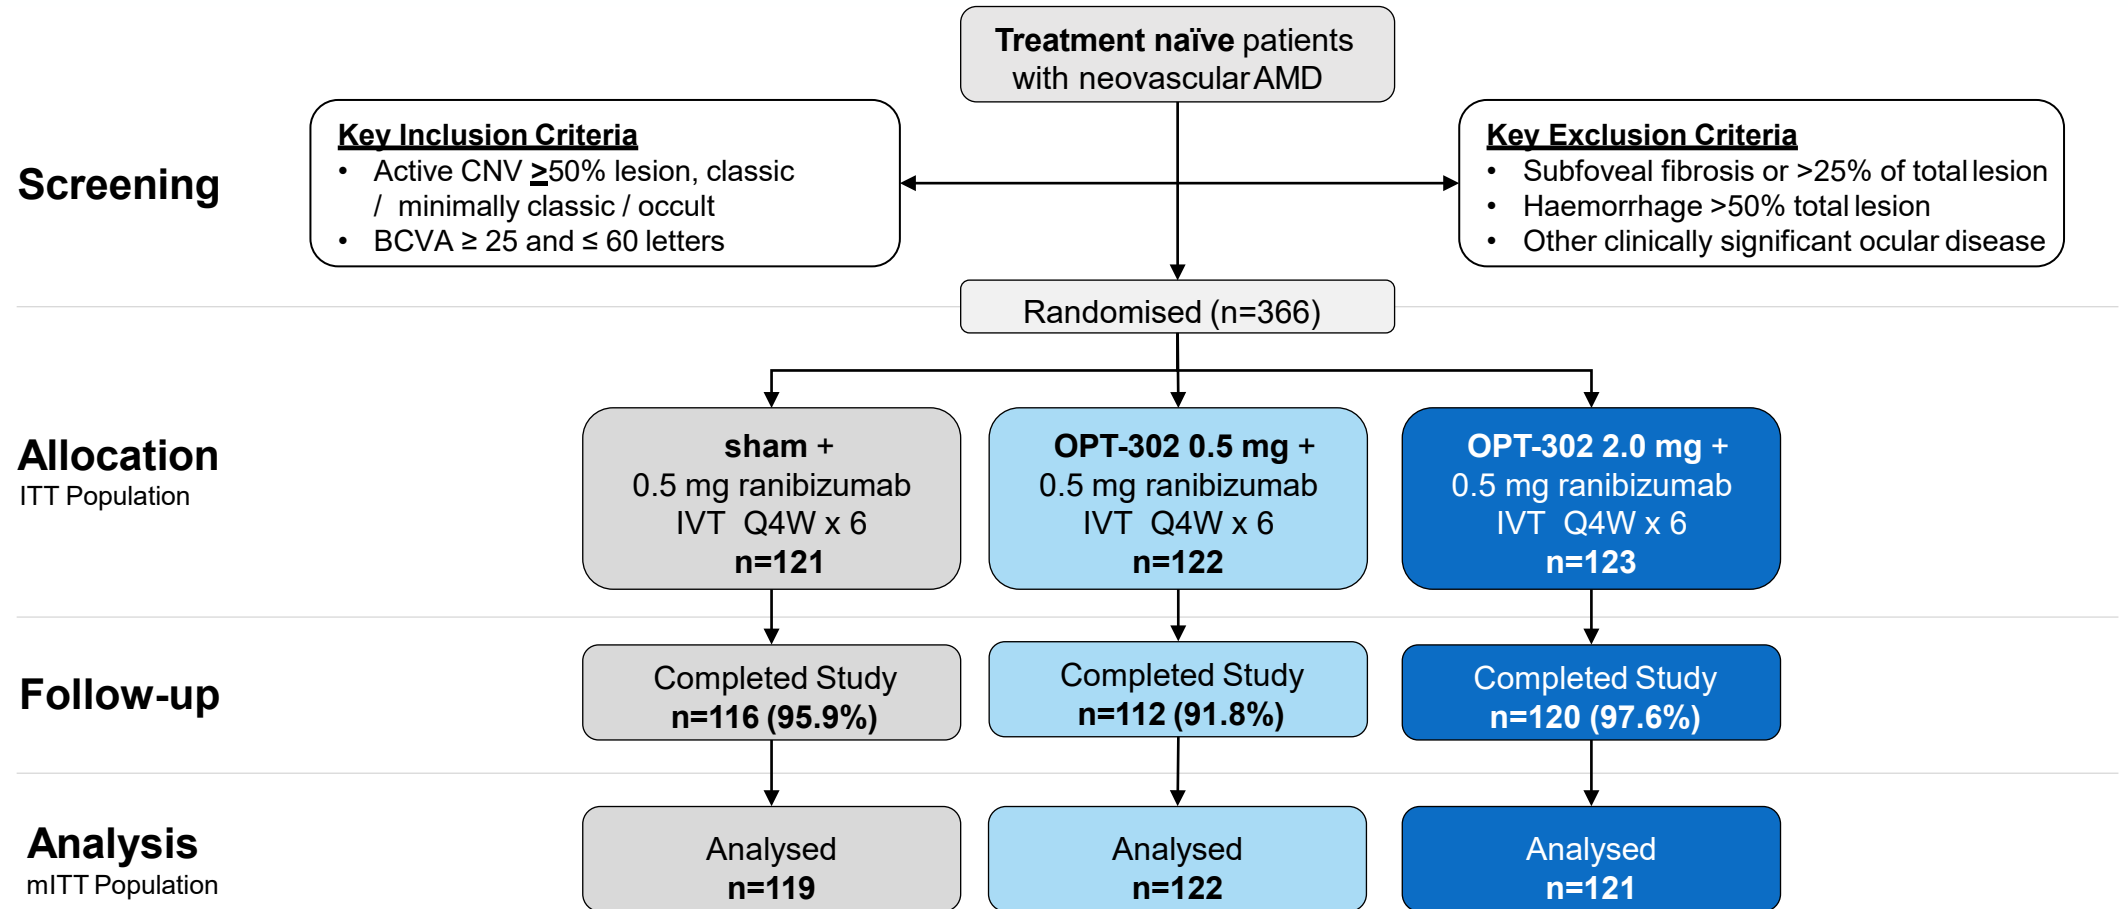 Treatment naïve patients
with neovascular AMD
Screening
Key Inclusion Criteria
• Active CNV ≥50% lesion, classic
/ minimally classic / occult
• BCVA ≥ 25 and ≤ 60 letters
Key Exclusion Criteria
• Subfoveal fibrosis or >25% of total lesion
• Haemorrhage >50% total lesion
• Other clinically significant ocular disease
Randomised (n=366)
Allocation
ITT Population
sham +
0.5 mg ranibizumab
IVT Q4W x 6
n=121
OPT-302 0.5 mg +
0.5 mg ranibizumab
IVT Q4W x 6
n=122
OPT-302 2.0 mg +
0.5 mg ranibizumab
IVT Q4W x 6
n=123
Follow-up
Completed Study
n=116 (95.9%)
Completed Study
n=112 (91.8%)
Completed Study
n=120 (97.6%)
Analysis
mITT Population
Analysed
n=119
Analysed
n=122
Analysed
n=121